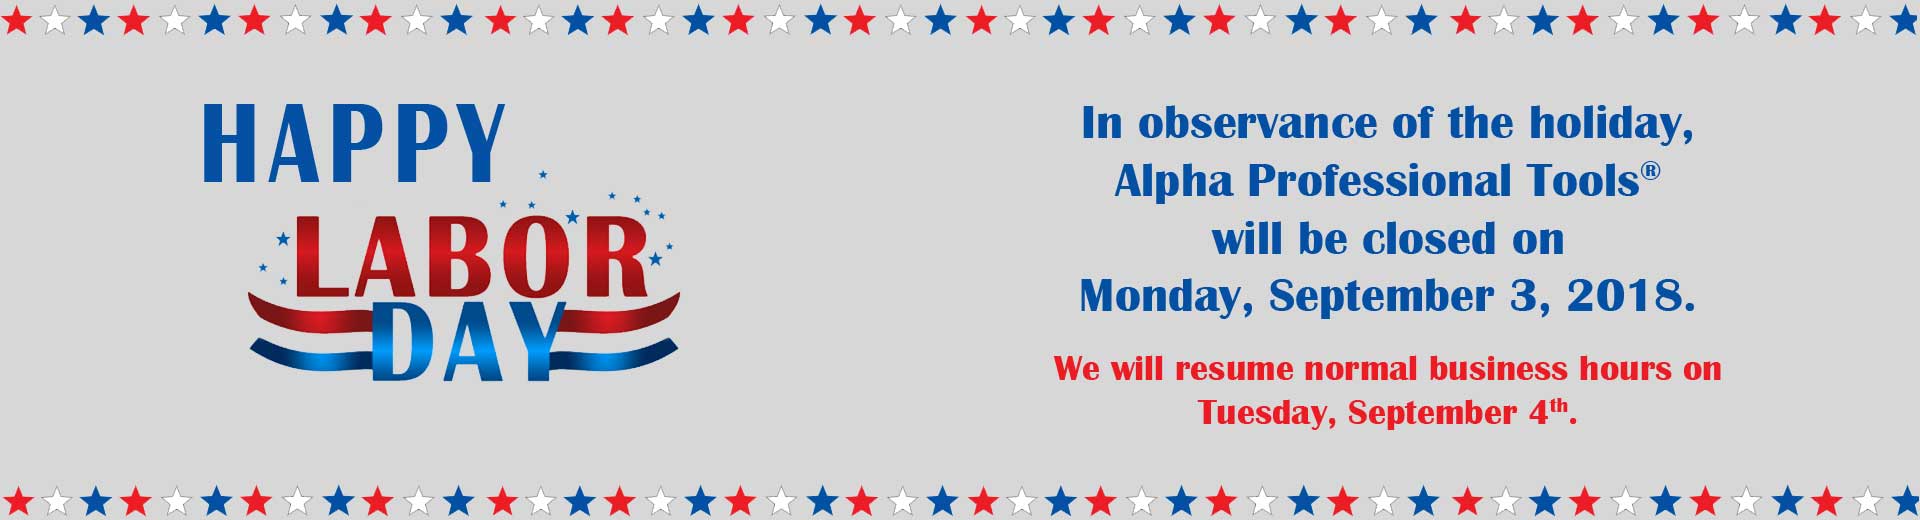 HAPPY
LABOR
DAY
In observance of the holiday,
Alpha Professional Tools®
will be closed on
Monday, September 3, 2018.
We will resume normal business hours on
Tuesday, September 4th.